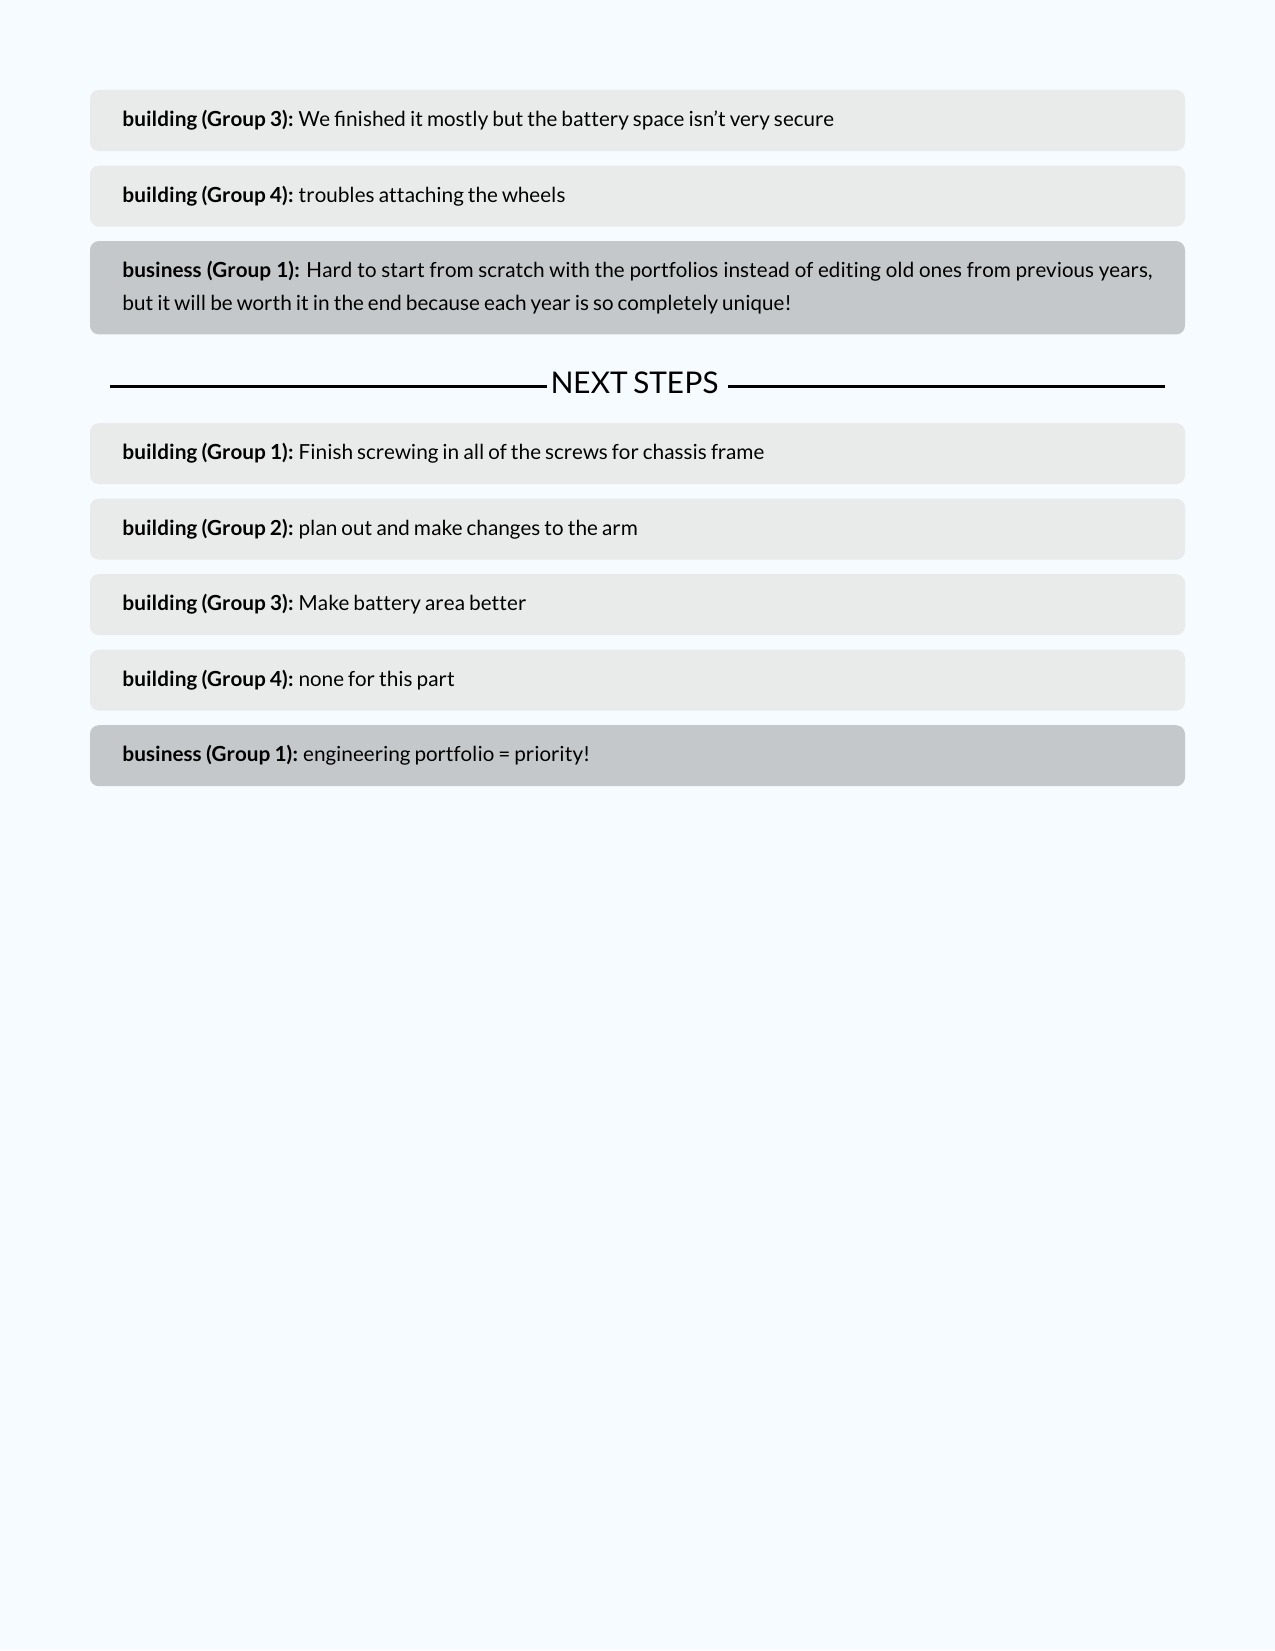 building (Group 3): We finished it mostly but the battery space isn’t very secure
building (Group 4): troubles attaching the wheels
business (Group 1): Hard to start from scratch with the portfolios instead of editing old ones from previous years,
but it will be worth it in the end because each year is so completely unique!
NEXT STEPS
building (Group 1): Finish screwing in all of the screws for chassis frame
building (Group 2): plan out and make changes to the arm
building (Group 3): Make battery area better
building (Group 4): none for this part
business (Group 1): engineering portfolio = priority!